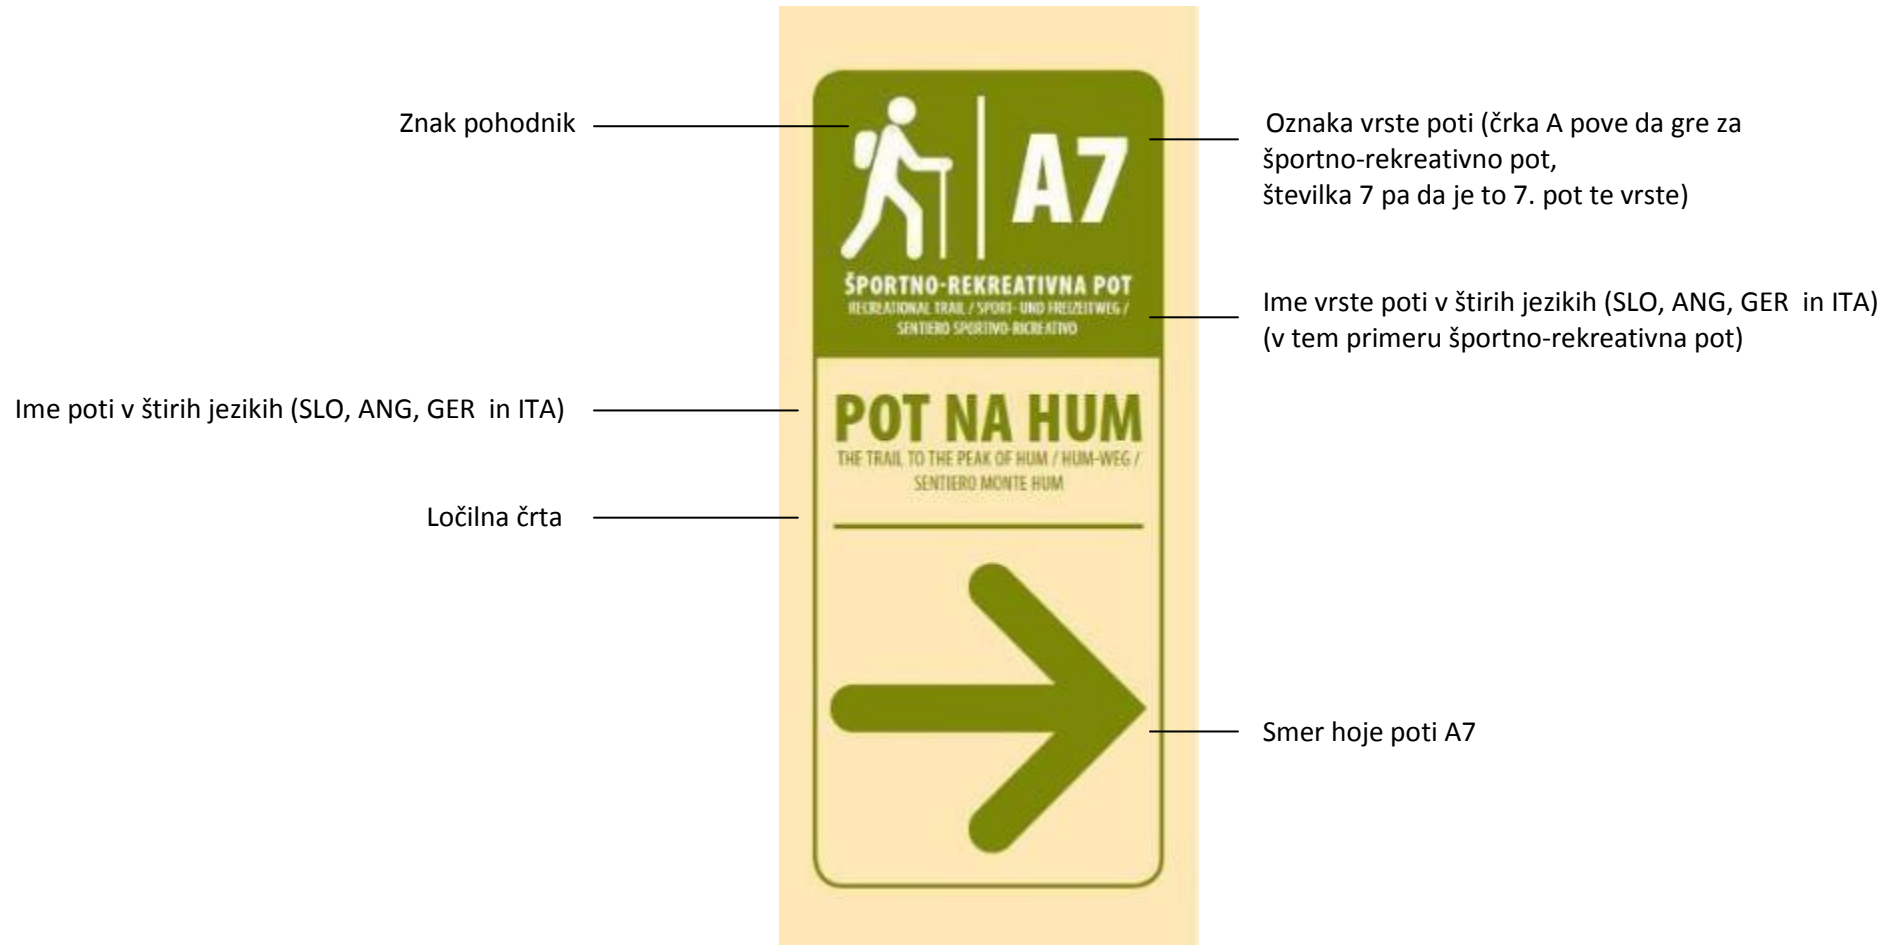 Znak pohodnik
Oznaka vrste poti (črka A pove da gre za
športno-rekreativno pot,
številka 7 pa da je to 7. pot te vrste)
A7
ŠPORTNO-REKREATIVNA POT
RECREATIONAL TRAIL / SPORT- UND FREIZEITWEG /
SENTIERO SPORTIVO-RICREATIVO
Ime vrste poti v štirih jezikih (SLO, ANG, GER in ITA)
(v tem primeru športno-rekreativna pot)
Ime poti v štirih jezikih (SLO, ANG, GER in ITA)
POT NA HUM
THE TRAIL TO THE PEAK OF HUM / HUM-WEG /
SENTIERO MONTE HUM
Ločilna črta
Smer hoje poti A7